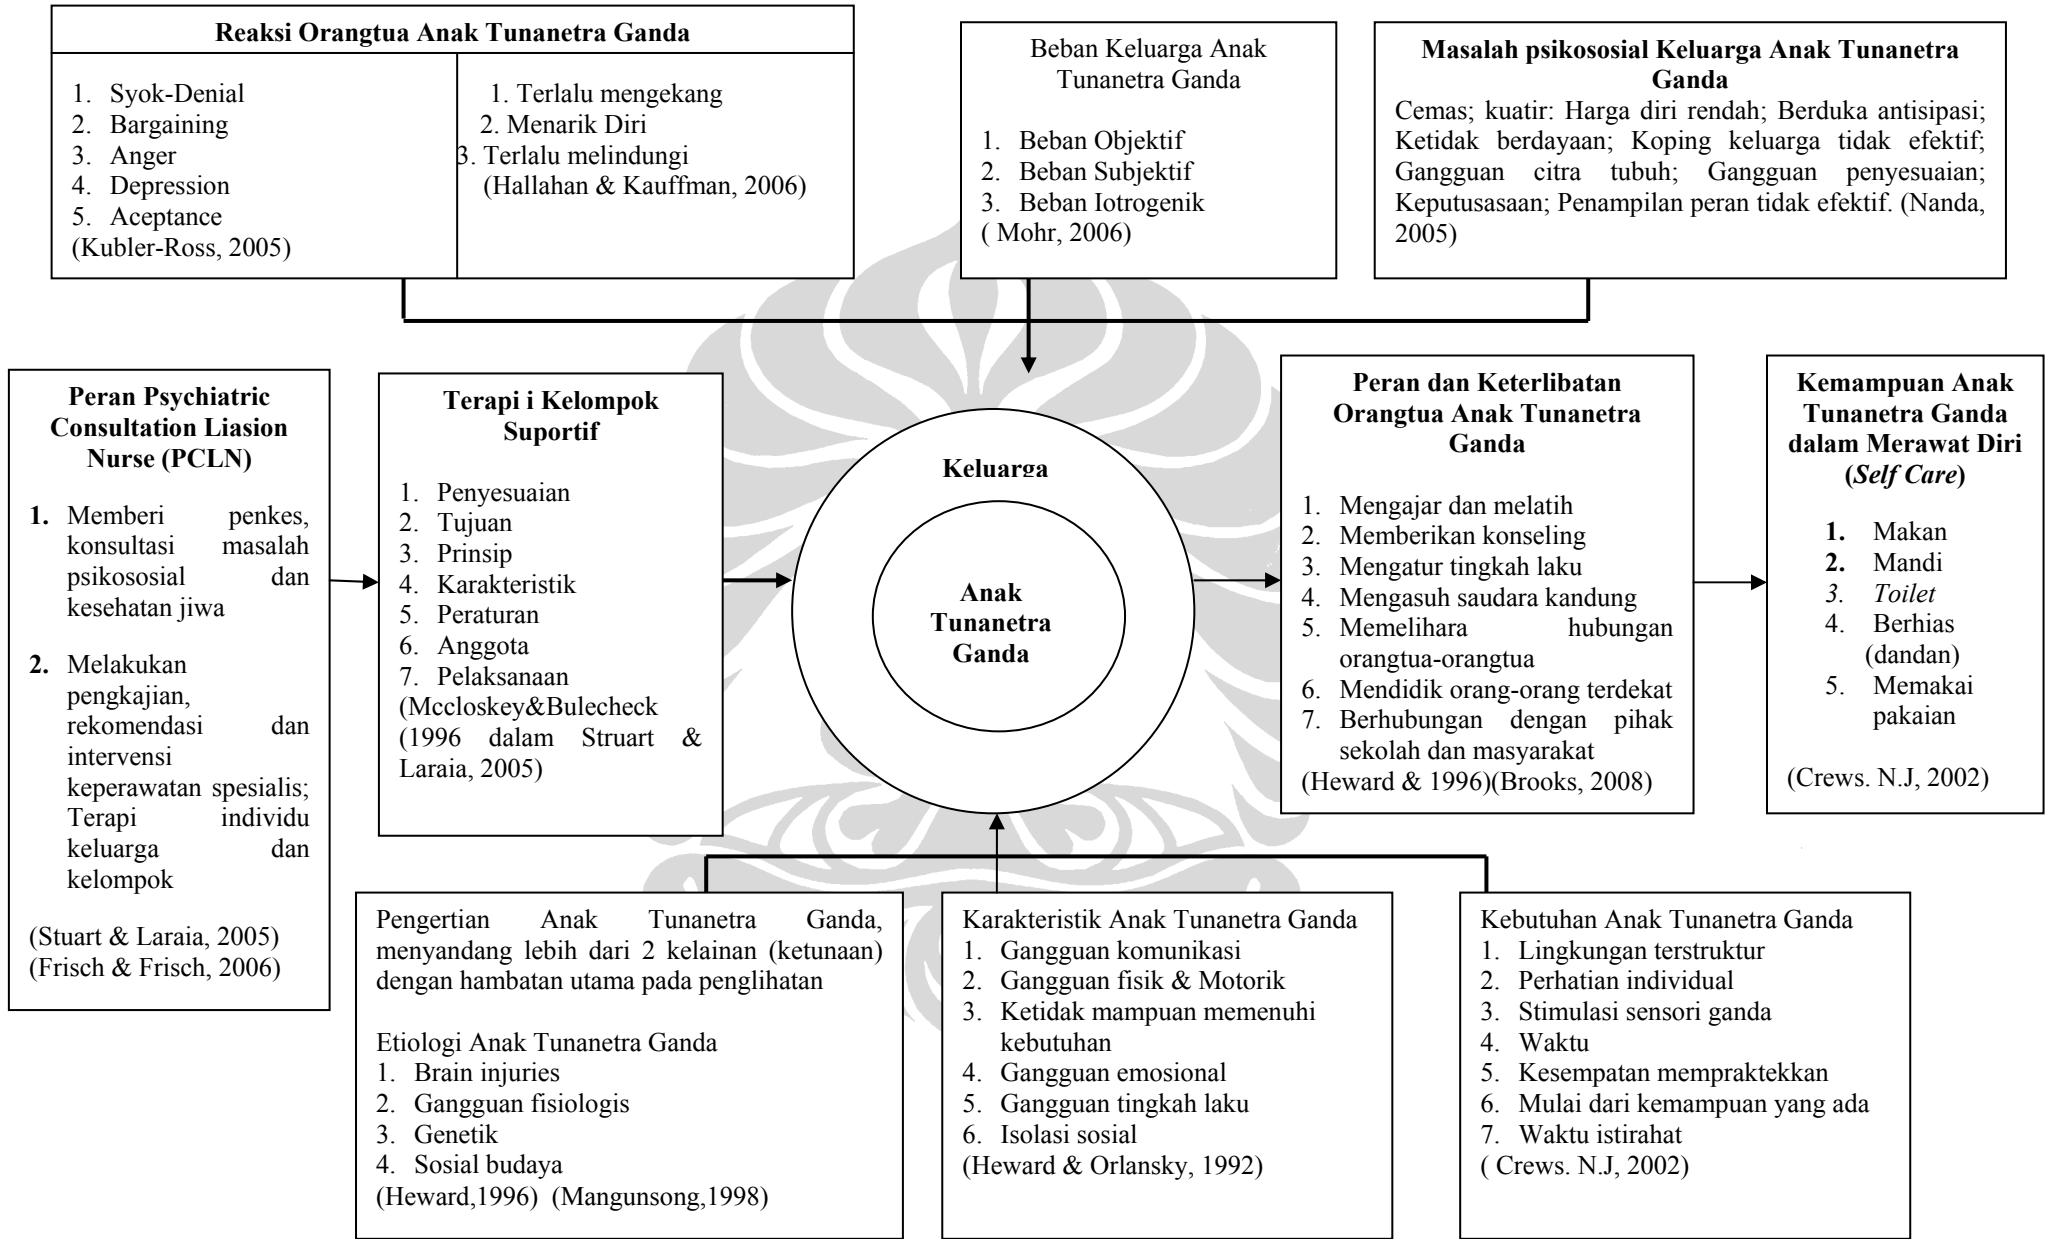 Reaksi Orangtua Anak Tunanetra Ganda
1. Syok-Denial
2. Bargaining
3. Anger
4. Depression
5. Aceptance
(Kubler-Ross, 2005)
1. Terlalu mengekang
2. Menarik Diri
3. Terlalu melindungi
(Hallahan & Kauffman, 2006)
Beban Keluarga Anak
Tunanetra Ganda
1. Beban Objektif
2. Beban Subjektif
3. Beban Iotrogenik
( Mohr, 2006)
Masalah psikososial Keluarga Anak Tunanetra
Ganda
Cemas; kuatir: Harga diri rendah; Berduka antisipasi;
Ketidak berdayaan; Koping keluarga tidak efektif;
Gangguan citra tubuh; Gangguan penyesuaian;
Keputusasaan; Penampilan peran tidak efektif. (Nanda,
2005)
Peran Psychiatric
Consultation Liasion
Nurse (PCLN)
1. Memberi penkes,
konsultasi masalah
psikososial dan
kesehatan jiwa
2. Melakukan
pengkajian,
rekomendasi dan
intervensi
keperawatan spesialis;
Terapi individu
keluarga dan
kelompok
(Stuart & Laraia, 2005)
(Frisch & Frisch, 2006)
Terapi i Kelompok
Suportif
1. Penyesuaian
2. Tujuan
3. Prinsip
4. Karakteristik
5. Peraturan
6. Anggota
7. Pelaksanaan
(Mccloskey&Bulecheck
(1996 dalam Struart &
Laraia, 2005)
Keluarga
Anak
Tunanetra
Ganda
Peran dan Keterlibatan
Orangtua Anak Tunanetra
Ganda
1. Mengajar dan melatih
2. Memberikan konseling
3. Mengatur tingkah laku
4. Mengasuh saudara kandung
5. Memelihara hubungan
orangtua-orangtua
6. Mendidik orang-orang terdekat
7. Berhubungan dengan pihak
sekolah dan masyarakat
(Heward & 1996)(Brooks, 2008)
Kemampuan Anak
Tunanetra Ganda
dalam Merawat Diri
(Self Care)
1. Makan
2. Mandi
3. Toilet
4. Berhias
(dandan)
5. Memakai
pakaian
(Crews. N.J, 2002)
Pengertian Anak Tunanetra Ganda,
menyandang lebih dari 2 kelainan (ketunaan)
dengan hambatan utama pada penglihatan
Etiologi Anak Tunanetra Ganda
1. Brain injuries
2. Gangguan fisiologis
3. Genetik
4. Sosial budaya
(Heward,1996) (Mangunsong,1998)
Karakteristik Anak Tunanetra Ganda
1. Gangguan komunikasi
2. Gangguan fisik & Motorik
3. Ketidak mampuan memenuhi
kebutuhan
4. Gangguan emosional
5. Gangguan tingkah laku
6. Isolasi sosial
(Heward & Orlansky, 1992)
Kebutuhan Anak Tunanetra Ganda
1. Lingkungan terstruktur
2. Perhatian individual
3. Stimulasi sensori ganda
4. Waktu
5. Kesempatan mempraktekkan
6. Mulai dari kemampuan yang ada
7. Waktu istirahat
( Crews. N.J, 2002)